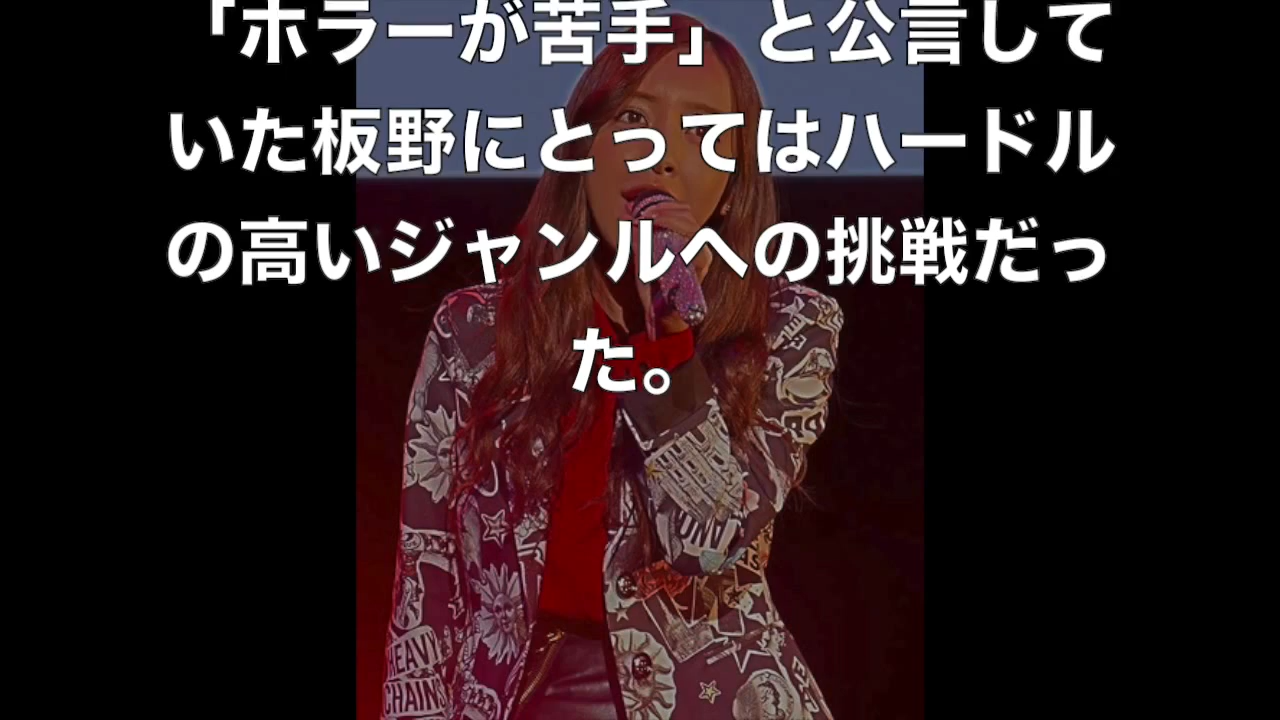 「ホラーが苦手」と公言して
いた板野にとってはハードル
の高いジャンルへの挑戦だっ
た。
HEAVY
CHAINS